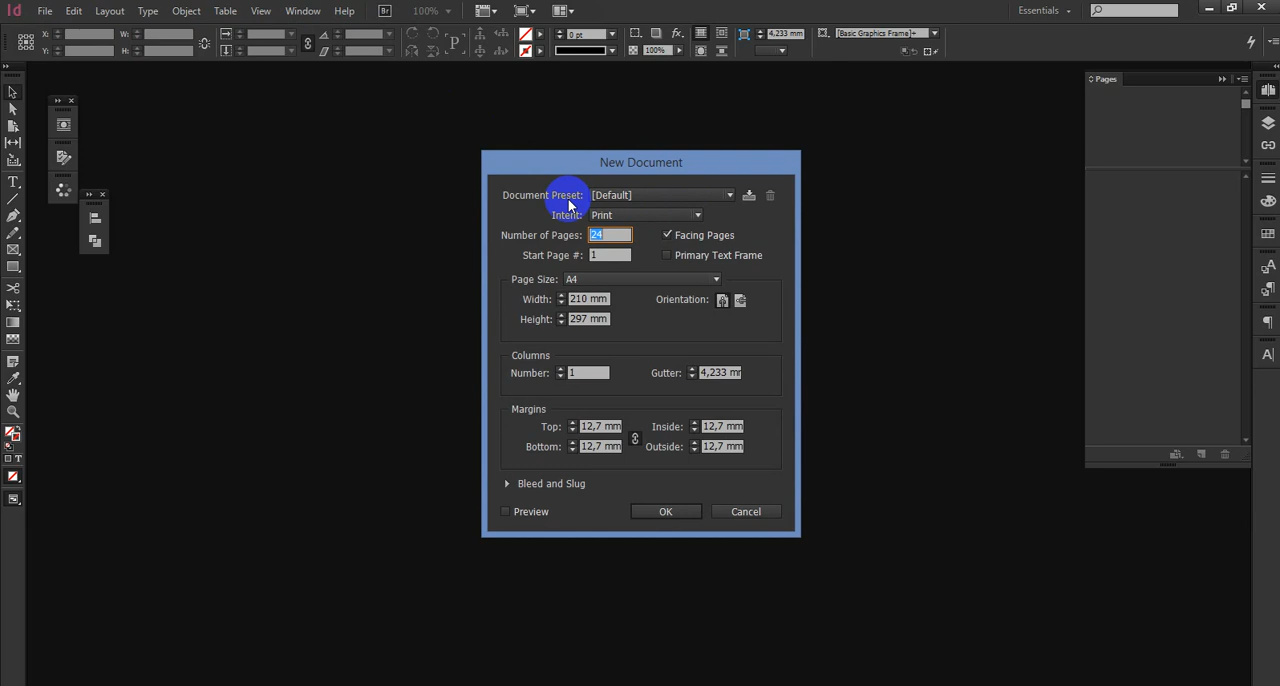 Id File Edit Layout Type Object Table View Window Help Br 100% Essentials
X: W: 0 pt 4,233 mm [Basic Graphics Frame]+
Y: H: P fx. 100%
Pages
New Document
Document Preset: [Default]
Intent: Print
Number of Pages: 24 Facing Pages
Start Page #: 1 Primary Text Frame
Page Size: A4
Width: 210 mm Orientation:
Height: 297 mm
Columns
Number: 1 Gutter: 4,233 mm
Margins
Top: 12,7 mm Inside: 12,7 mm
Bottom: 12,7 mm Outside: 12,7 mm
Bleed and Slug
Preview OK Cancel